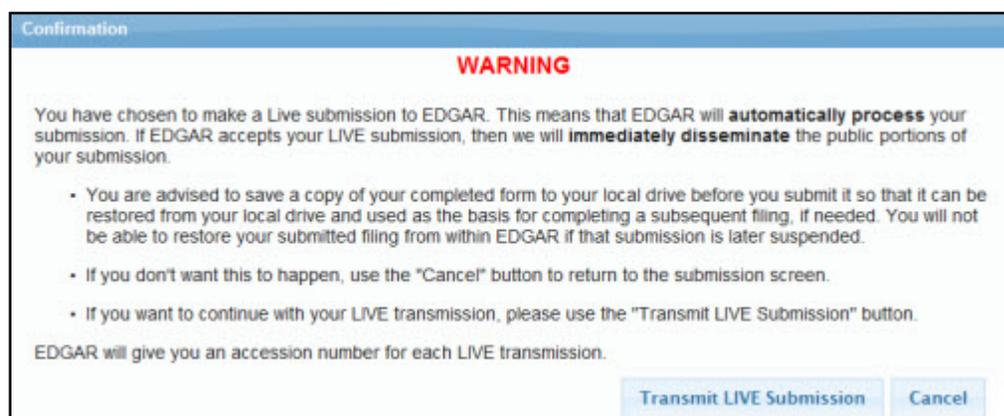 Confirmation
WARNING
You have chosen to make a Live submission to EDGAR. This means that EDGAR will automatically process your
submission. If EDGAR accepts your LIVE submission, then we will immediately disseminate the public portions of
your submission.
• You are advised to save a copy of your completed form to your local drive before you submit it so that it can be
restored from your local drive and used as the basis for completing a subsequent filing, if needed. You will not
be able to restore your submitted filing from within EDGAR if that submission is later suspended.
• If you don't want this to happen, use the "Cancel" button to return to the submission screen.
• If you want to continue with your LIVE transmission, please use the "Transmit LIVE Submission" button.
EDGAR will give you an accession number for each LIVE transmission.
Transmit LIVE Submission Cancel